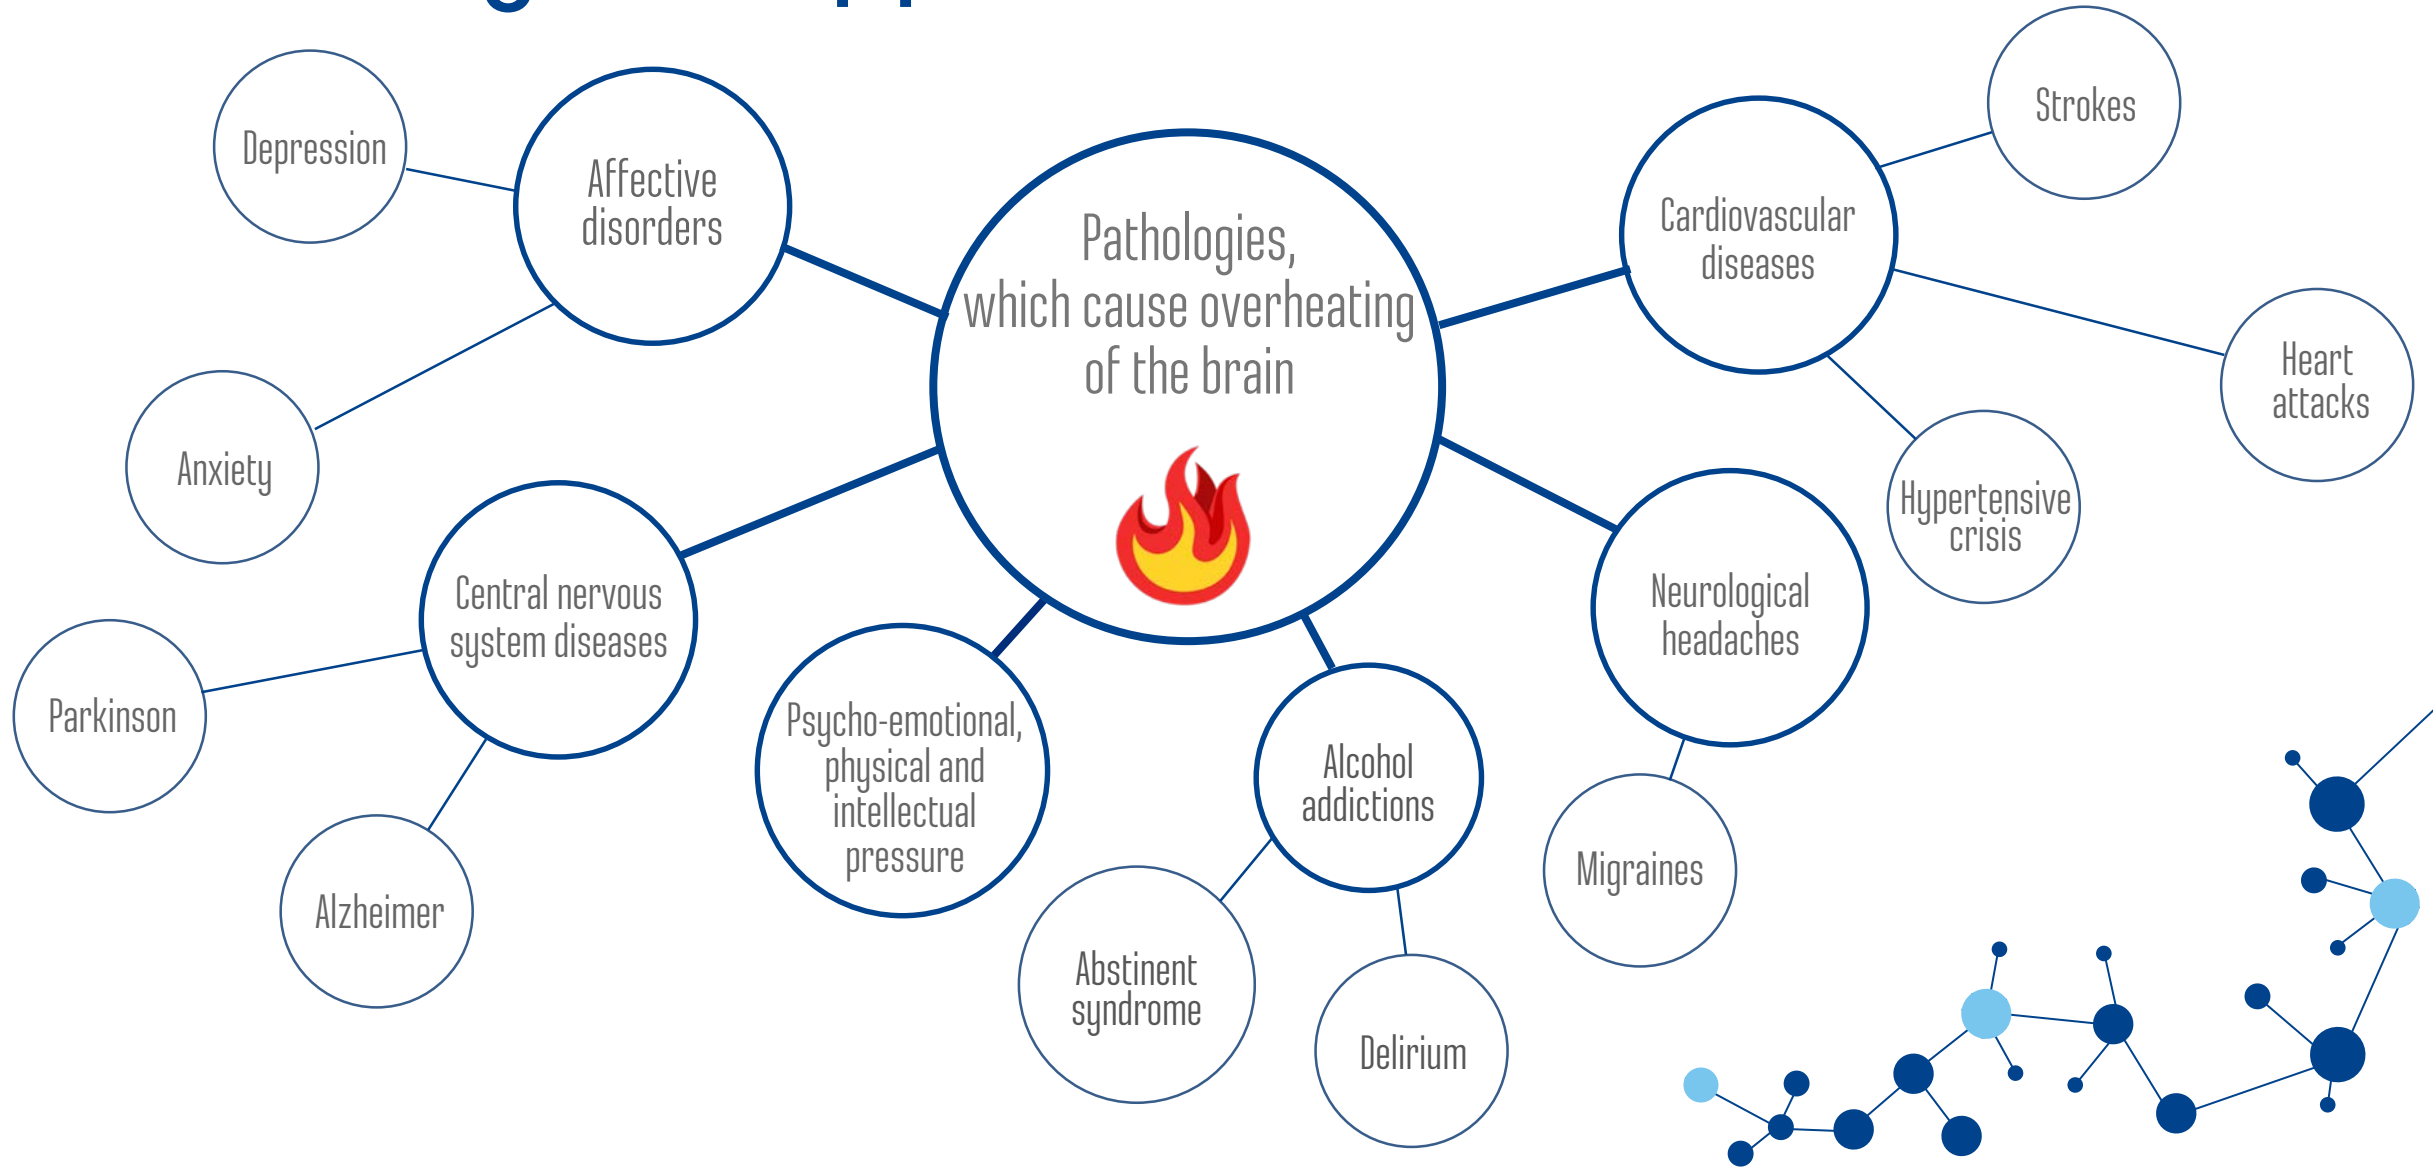 Depression
Affective
disorders
Anxiety
Central nervous
system diseases
Parkinson
Alzheimer
Pathologies,
which cause overheating
of the brain
Psycho-emotional,
physical and
intellectual
pressure
Alcohol
addictions
Abstinent
syndrome
Delirium
Cardiovascular
diseases
Strokes
Heart
attacks
Hypertensive
crisis
Neurological
headaches
Migraines